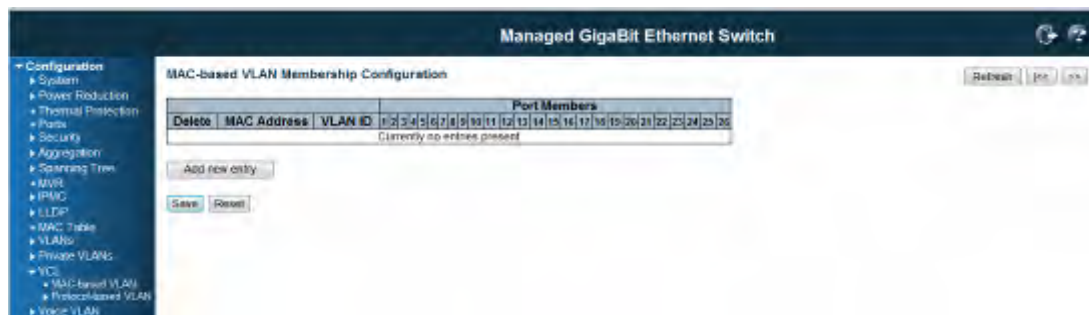 Managed GigaBit Ethernet Switch
Configuration
System
Power Reduction
Thermal Protection
Ports
Security
Aggregation
Spanning Tree
MVR
IPMC
LLDP
MAC Table
VLANs
Private VLANs
VCL
MAC-based VLAN
Protocol-based VLAN
Voice VLAN
MAC-based VLAN Membership Configuration
Refresh |<< >>
Port Members
Delete MAC Address VLAN ID 1 2 3 4 5 6 7 8 9 10 11 12 13 14 15 16 17 18 19 20 21 22 23 24 25 26
Currently no entries present
Add new entry
Save Reset